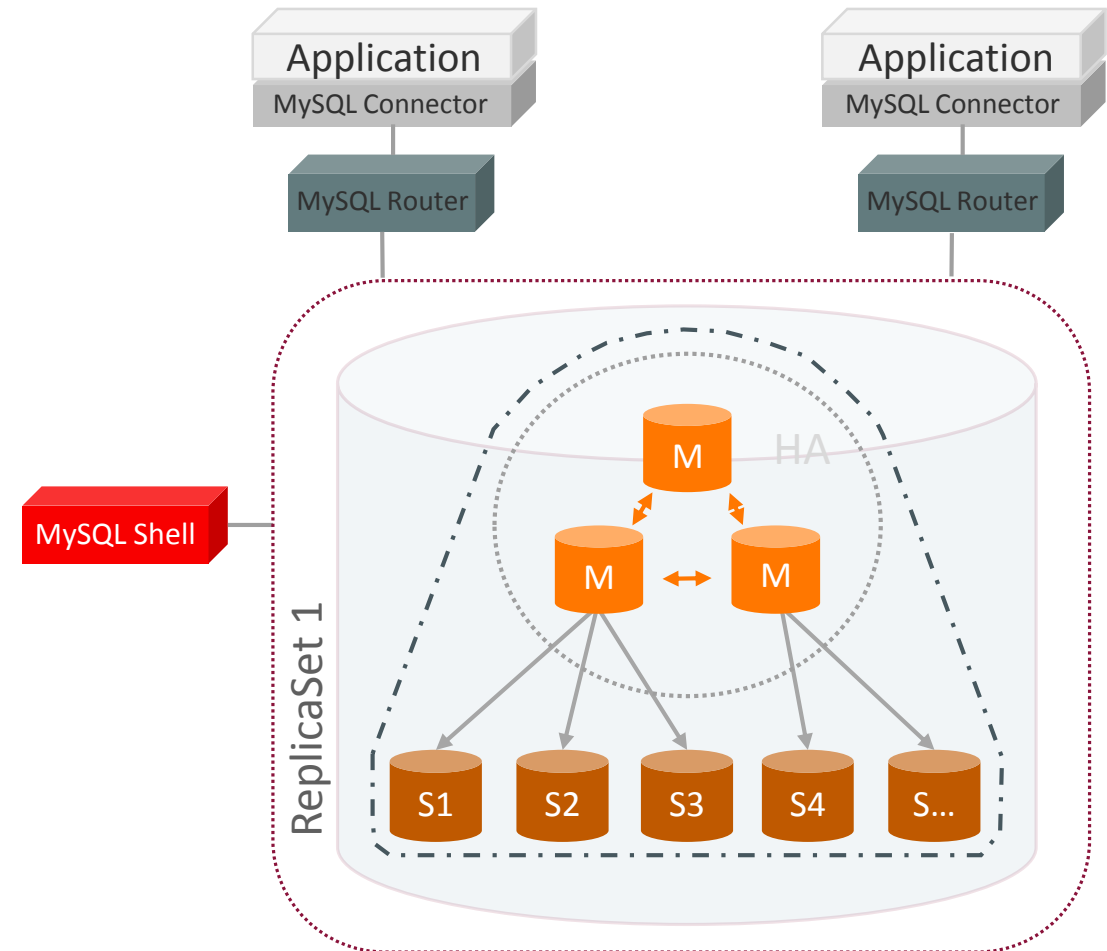 Application
MySQL Connector
MySQL Router
Application
MySQL Connector
MySQL Router
MySQL Shell
ReplicaSet 1
HA
M
M
M
S1
S2
S3
S4
S...